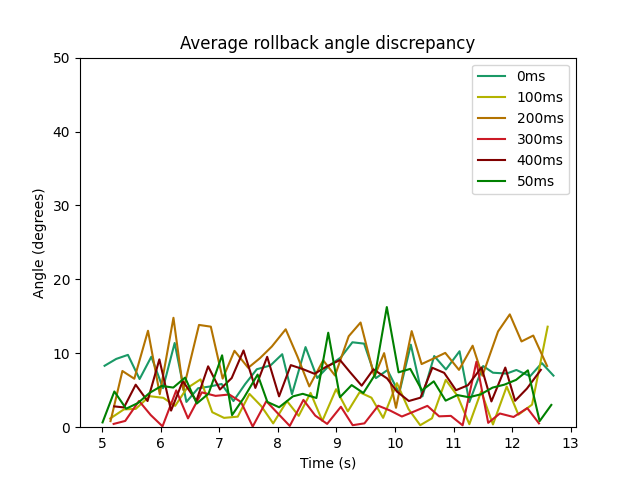 Average rollback angle discrepancy
50
40
30
20
10
0
Angle (degrees)
0ms
100ms
200ms
300ms
400ms
50ms
5 6 7 8 9 10 11 12 13
Time (s)